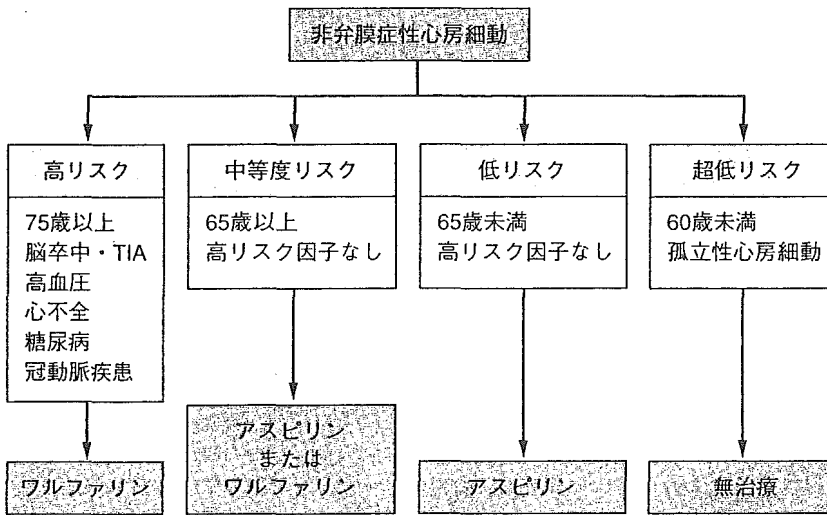 非弁膜症性心房細動
高リスク
75歳以上
脳卒中・TIA
高血圧
心不全
糖尿病
冠動脈疾患
ワルファリン
中等度リスク
65歳以上
高リスク因子なし
アスピリン
または
ワルファリン
低リスク
65歳未満
高リスク因子なし
アスピリン
超低リスク
60歳未満
孤立性心房細動
無治療